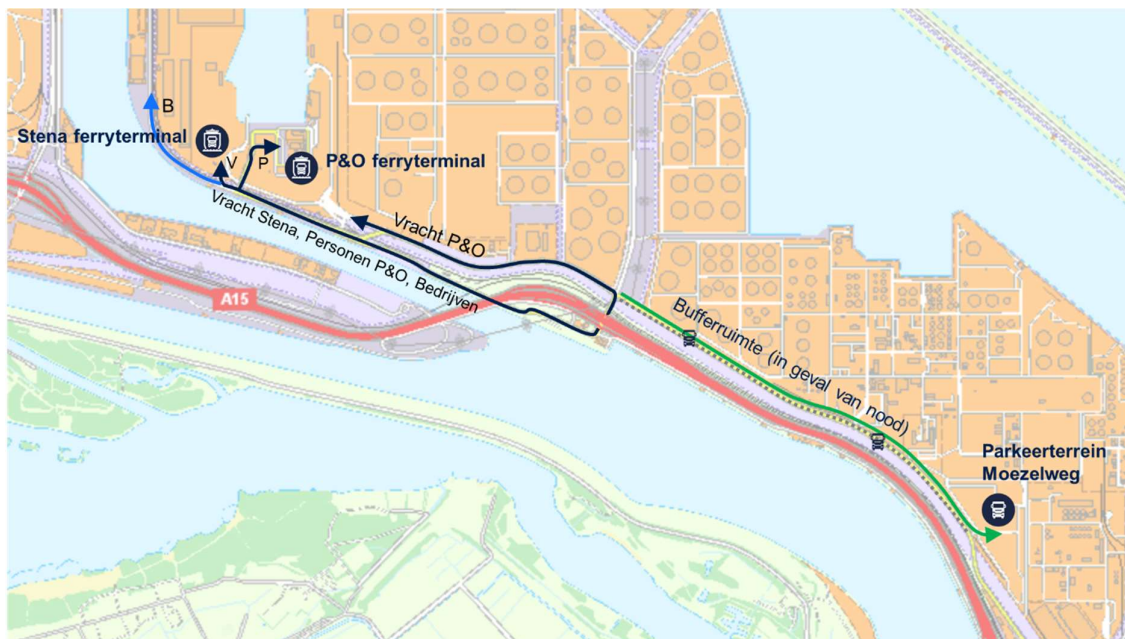 B
Stena ferryterminal
V
P
P&O ferryterminal
Vracht P&O
Vracht Stena, Personen P&O, Bedrijven
A15
Bufferruimte (in geval van nood)
Parkeerterrein
Moezelweg